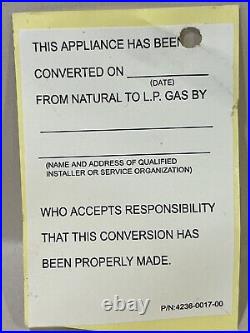 THIS APPLIANCE HAS BEEN
CONVERTED ON
(DATE)
FROM NATURAL TO L.P. GAS BY
(NAME AND ADDRESS OF QUALIFIED
INSTALLER OR SERVICE ORGANIZATION)
WHO ACCEPTS RESPONSIBILITY
THAT THIS CONVERSION HAS
BEEN PROPERLY MADE.
P/N:4236-0017-00